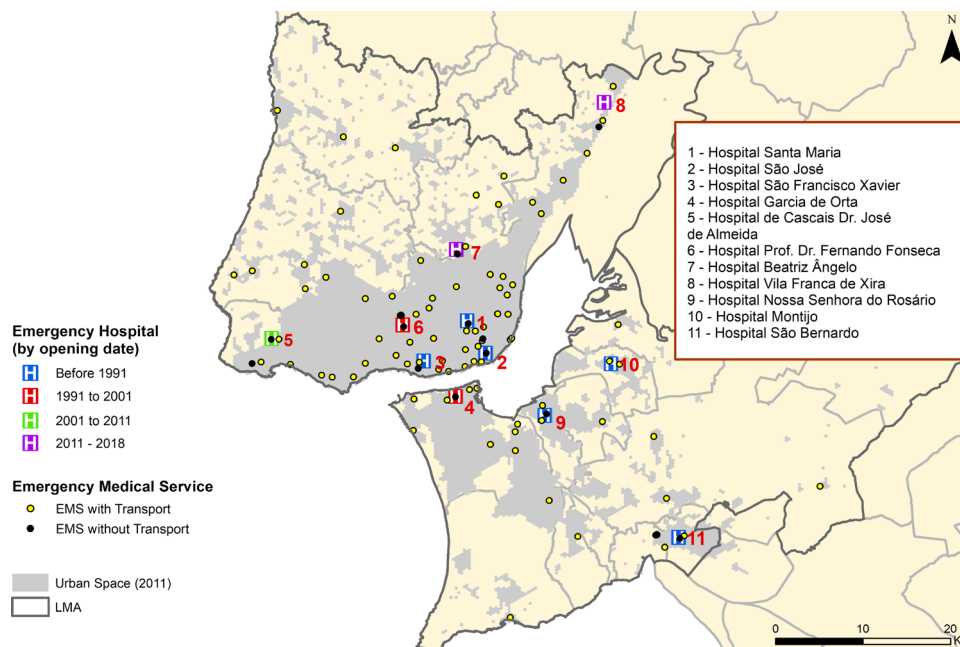 N
8
1 - Hospital Santa Maria
2 - Hospital São José
3 - Hospital São Francisco Xavier
4 - Hospital Garcia de Orta
5 - Hospital de Cascais Dr. José
de Almeida
6 - Hospital Prof. Dr. Fernando Fonseca
7 - Hospital Beatriz Ângelo
8 - Hospital Vila Franca de Xira
9 - Hospital Nossa Senhora do Rosário
10 - Hospital Montijo
11 - Hospital São Bernardo
7
1
6
5
2
3
10
4
9
11
Emergency Hospital
(by opening date)
H Before 1991
H 1991 to 2001
H 2001 to 2011
H 2011 - 2018
Emergency Medical Service
EMS with Transport
EMS without Transport
Urban Space (2011)
LMA
0 10 20
K